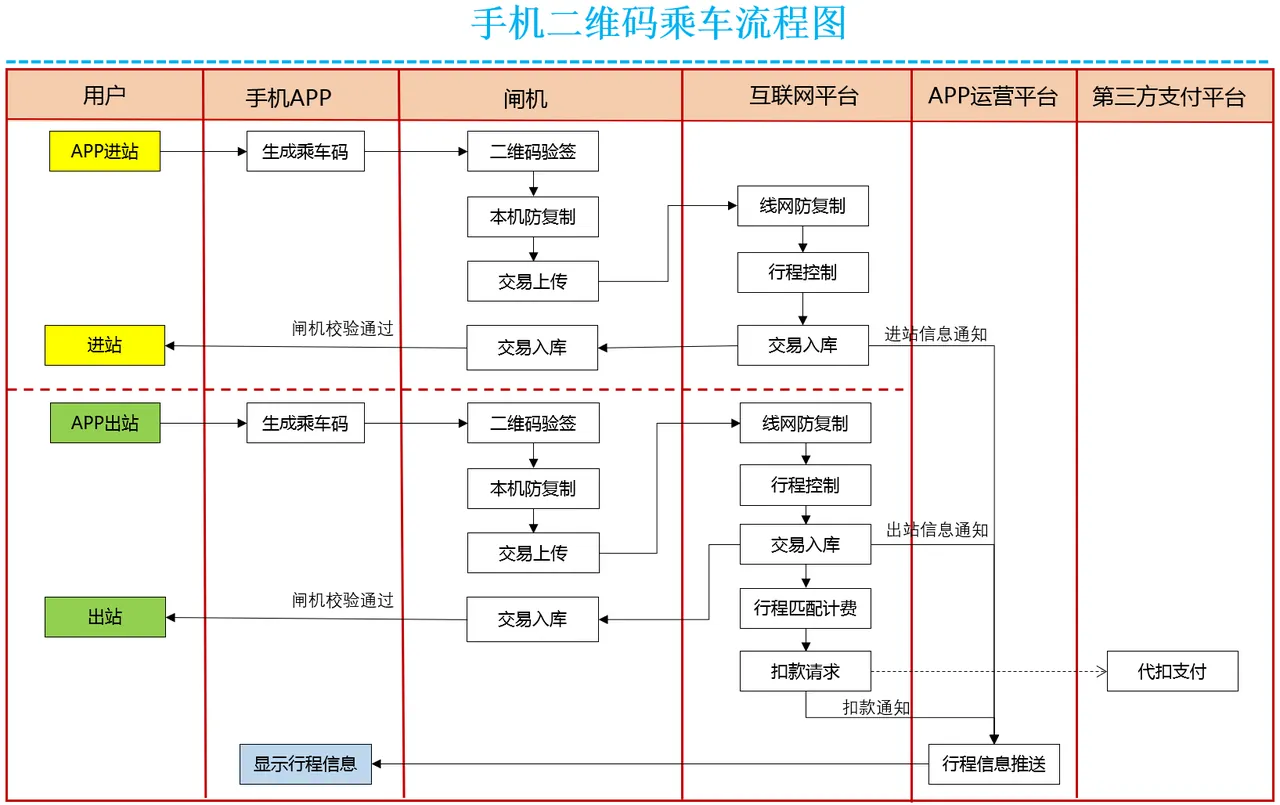 手机二维码乘车流程图
用户
手机APP
闸机
互联网平台
APP运营平台
第三方支付平台
APP进站
生成乘车码
二维码验签
线网防复制
本机防复制
行程控制
交易上传
闸机校验通过
进站信息通知
进站
交易入库
交易入库
APP出站
生成乘车码
二维码验签
线网防复制
本机防复制
行程控制
出站信息通知
交易上传
交易入库
闸机校验通过
行程匹配计费
出站
交易入库
扣款请求
代扣支付
扣款通知
显示行程信息
行程信息推送